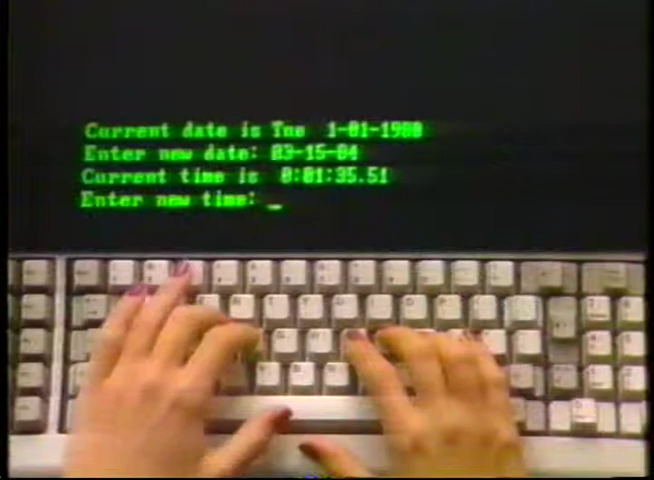 Current date is Tue 1-01-1980
Enter new date: 03-15-84
Current time is 0:01:35.51
Enter new time: _